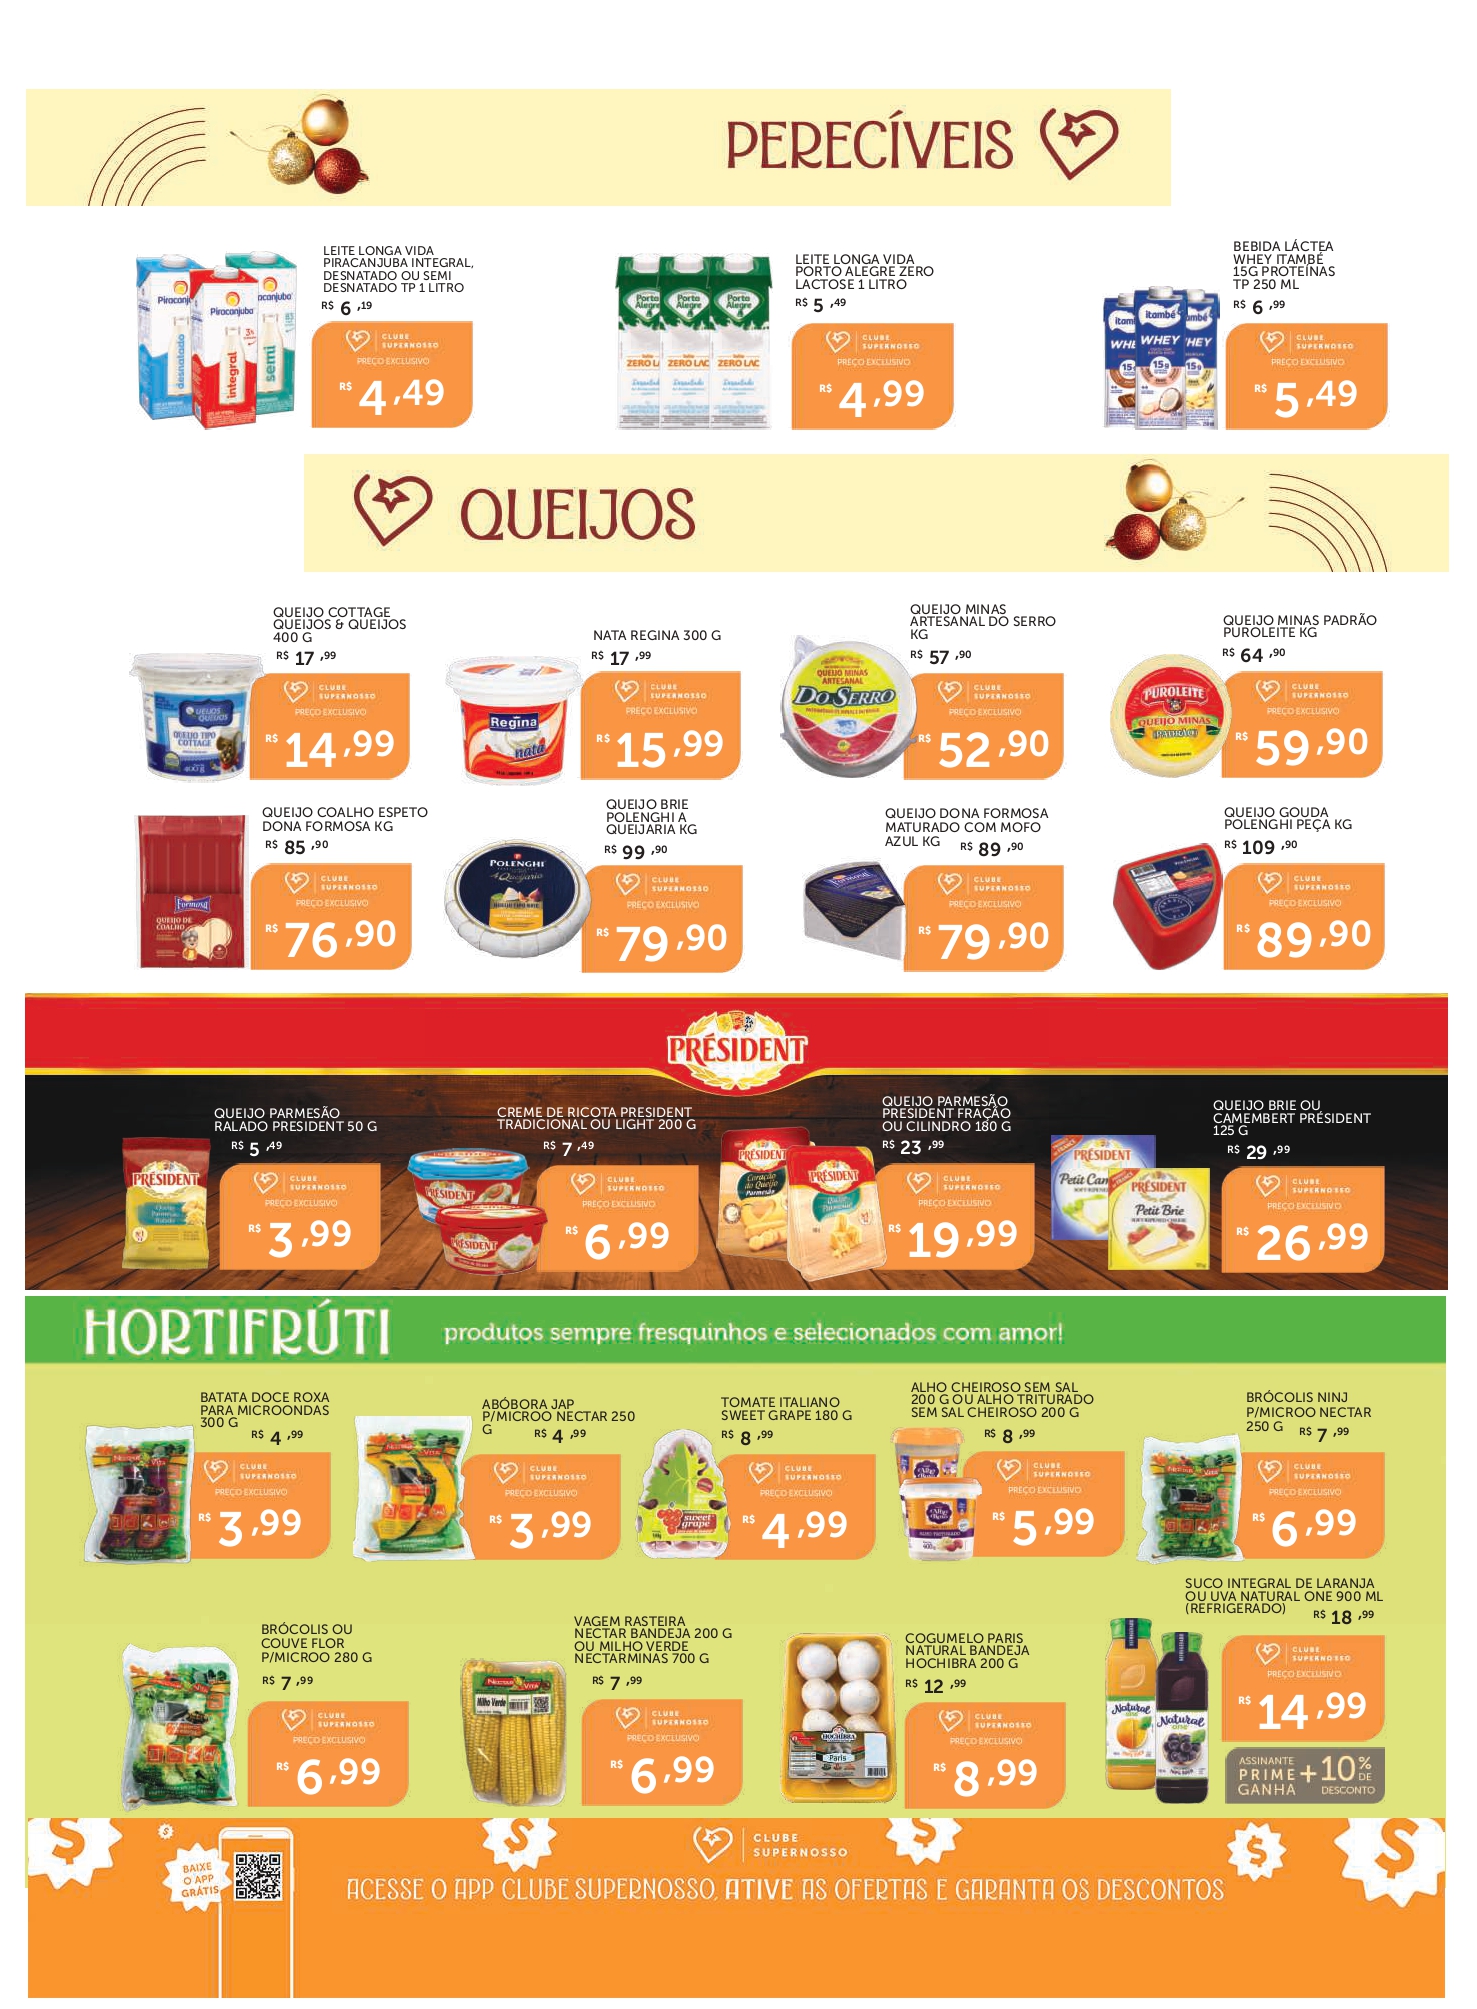 PERECÍVEIS
LEITE LONGA VIDA
PIRACANJUBA INTEGRAL,
DESNATADO OU SEMI
DESNATADO TP 1 LITRO
R$ 6 ,19
CLUBE
SUPERNOSSO
PREÇO EXCLUSIVO
R$ 4 ,49
LEITE LONGA VIDA
PORTO ALEGRE ZERO
LACTOSE 1 LITRO
R$ 5 ,49
CLUBE
SUPERNOSSO
PREÇO EXCLUSIVO
R$ 4 ,99
BEBIDA LÁCTEA
WHEY ITAMBÉ
15G PROTEÍNAS
TP 250 ML
R$ 6 ,99
CLUBE
SUPERNOSSO
PREÇO EXCLUSIVO
R$ 5 ,49
QUEIJOS
QUEIJO COTTAGE
QUEIJOS & QUEIJOS
400 G
R$ 17 ,99
CLUBE
SUPERNOSSO
PREÇO EXCLUSIVO
R$ 14 ,99
NATA REGINA 300 G
R$ 17 ,99
CLUBE
SUPERNOSSO
PREÇO EXCLUSIVO
R$ 15 ,99
QUEIJO MINAS
ARTESANAL DO SERRO
KG
R$ 57 ,90
CLUBE
SUPERNOSSO
PREÇO EXCLUSIVO
R$ 52 ,90
QUEIJO MINAS PADRÃO
PUROLEITE KG
R$ 64 ,90
CLUBE
SUPERNOSSO
PREÇO EXCLUSIVO
R$ 59 ,90
QUEIJO COALHO ESPETO
DONA FORMOSA KG
R$ 85 ,90
CLUBE
SUPERNOSSO
PREÇO EXCLUSIVO
R$ 76 ,90
QUEIJO BRIE
POLENGHI A
QUEIJARIA KG
R$ 99 ,90
CLUBE
SUPERNOSSO
PREÇO EXCLUSIVO
R$ 79 ,90
QUEIJO DONA FORMOSA
MATURADO COM MOFO
AZUL KG R$ 89 ,90
CLUBE
SUPERNOSSO
PREÇO EXCLUSIVO
R$ 79 ,90
QUEIJO GOUDA
POLENGHI PEÇA KG
R$ 109 ,90
CLUBE
SUPERNOSSO
PREÇO EXCLUSIVO
R$ 89 ,90
PRÉSIDENT
QUEIJO PARMESÃO
RALADO PRESIDENT 50 G
R$ 5 ,49
CLUBE
SUPERNOSSO
PREÇO EXCLUSIVO
R$ 3 ,99
CREME DE RICOTA PRESIDENT
TRADICIONAL OU LIGHT 200 G
R$ 7 ,49
CLUBE
SUPERNOSSO
PREÇO EXCLUSIVO
R$ 6 ,99
QUEIJO PARMESÃO
PRESIDENT FRAÇÃO
OU CILINDRO 180 G
R$ 23 ,99
CLUBE
SUPERNOSSO
PREÇO EXCLUSIVO
R$ 19 ,99
QUEIJO BRIE OU
CAMEMBERT PRÉSIDENT
125 G
R$ 29 ,99
CLUBE
SUPERNOSSO
PREÇO EXCLUSIVO
R$ 26 ,99
HORTIFRÚTI
produtos sempre fresquinhos e selecionados com amor!
BATATA DOCE ROXA
PARA MICROONDAS
300 G
R$ 4 ,99
CLUBE
SUPERNOSSO
PREÇO EXCLUSIVO
R$ 3 ,99
ABÓBORA JAP
P/MICROO NECTAR 250
G
R$ 4 ,99
CLUBE
SUPERNOSSO
PREÇO EXCLUSIVO
R$ 3 ,99
TOMATE ITALIANO
SWEET GRAPE 180 G
R$ 8 ,99
CLUBE
SUPERNOSSO
PREÇO EXCLUSIVO
R$ 4 ,99
ALHO CHEIROSO SEM SAL
200 G OU ALHO TRITURADO
SEM SAL CHEIROSO 200 G
R$ 8 ,99
CLUBE
SUPERNOSSO
PREÇO EXCLUSIVO
R$ 5 ,99
BRÓCOLIS NINJ
P/MICROO NECTAR
250 G R$ 7 ,99
CLUBE
SUPERNOSSO
PREÇO EXCLUSIVO
R$ 6 ,99
BRÓCOLIS OU
COUVE FLOR
P/MICROO 280 G
R$ 7 ,99
CLUBE
SUPERNOSSO
PREÇO EXCLUSIVO
R$ 6 ,99
VAGEM RASTEIRA
NECTAR BANDEJA 200 G
OU MILHO VERDE
NECTARMINAS 700 G
R$ 7 ,99
CLUBE
SUPERNOSSO
PREÇO EXCLUSIVO
R$ 6 ,99
COGUMELO PARIS
NATURAL BANDEJA
HOCHIBRA 200 G
R$ 12 ,99
CLUBE
SUPERNOSSO
PREÇO EXCLUSIVO
R$ 8 ,99
SUCO INTEGRAL DE LARANJA
OU UVA NATURAL ONE 900 ML
(REFRIGERADO) R$ 18 ,99
CLUBE
SUPERNOSSO
PREÇO EXCLUSIVO
R$ 14 ,99
ASSINANTE
PRIME
GANHA
+10%
DE
DESCONTO
BAIXE
O APP
GRÁTIS
CLUBE
SUPERNOSSO
ACESSE O APP CLUBE SUPERNOSSO, ATIVE AS OFERTAS E GARANTA OS DESCONTOS